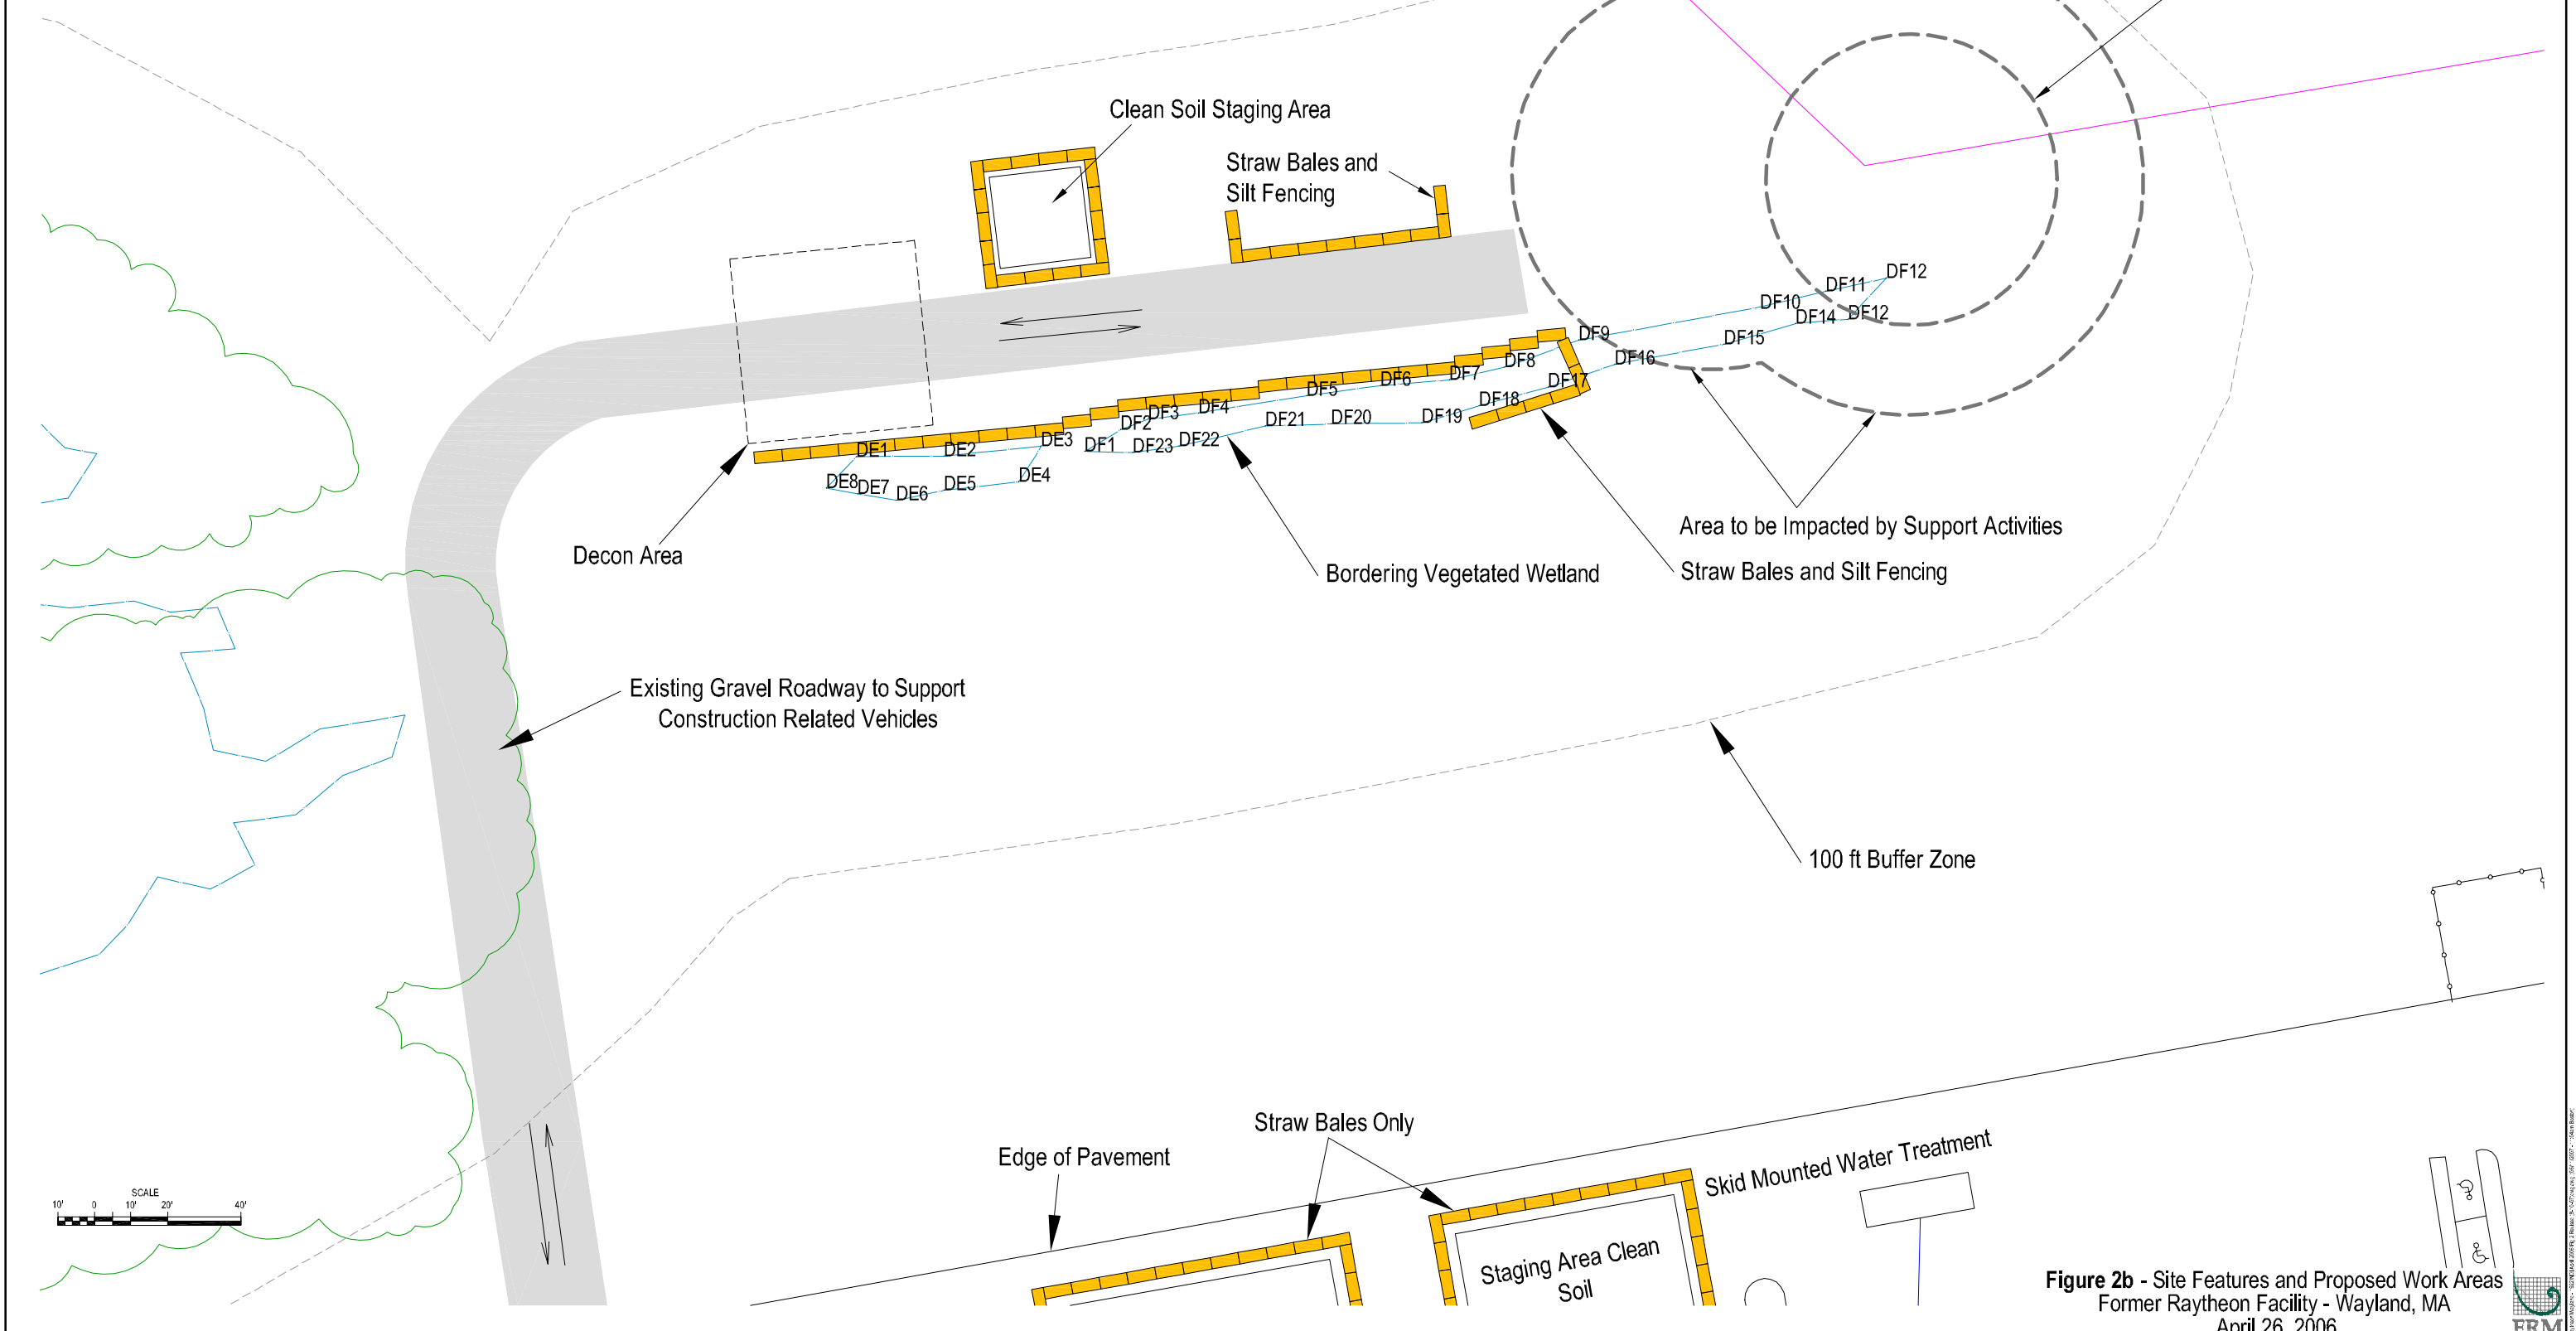 Clean Soil Staging Area
Straw Bales and
Silt Fencing
DF12
DF11
DF10
DF12
DF14
DF9
DF15
DF16
DF8
DF7
DF17
DF6
DF5
DF18
DF4
DF3
DF19
DF2
DF21
DF20
DE3
DF1
DF23
DF22
DE1
DE2
DE4
DE8
DE7
DE5
DE6
Area to be Impacted by Support Activities
Decon Area
Bordering Vegetated Wetland
Straw Bales and Silt Fencing
Existing Gravel Roadway to Support
Construction Related Vehicles
100 ft Buffer Zone
Straw Bales Only
Edge of Pavement
Skid Mounted Water Treatment
SCALE
10' 0 10' 20' 40'
Staging Area Clean
Soil
Figure 2b - Site Features and Proposed Work Areas
Former Raytheon Facility - Wayland, MA
April 26, 2006
ERM